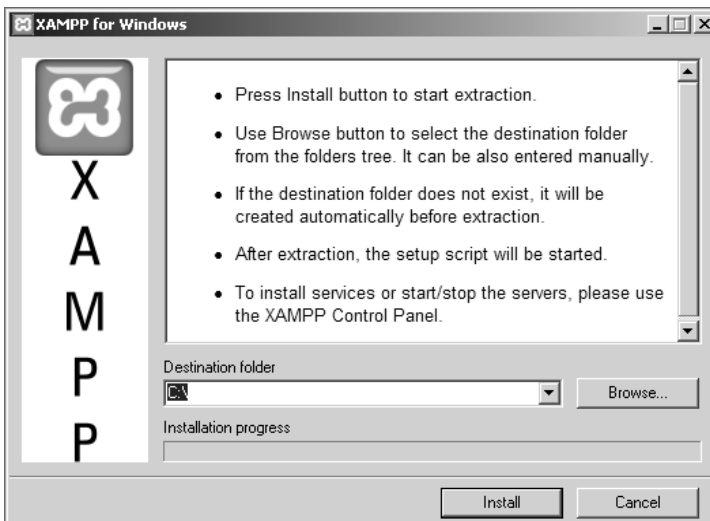 XAMPP for Windows
X
A
M
P
P
• Press Install button to start extraction.
• Use Browse button to select the destination folder
from the folders tree. It can be also entered manually.
• If the destination folder does not exist, it will be
created automatically before extraction.
• After extraction, the setup script will be started.
• To install services or start/stop the servers, please use
the XAMPP Control Panel.
Destination folder
C:\
Browse...
Installation progress
Install
Cancel